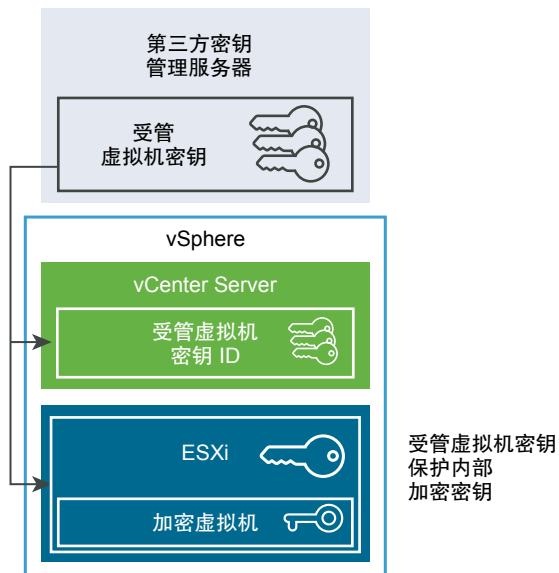 第三方密钥
管理服务器
受管
虚拟机密钥
vSphere
vCenter Server
受管虚拟机
密钥 ID
ESXi
加密虚拟机
受管虚拟机密钥
保护内部
加密密钥